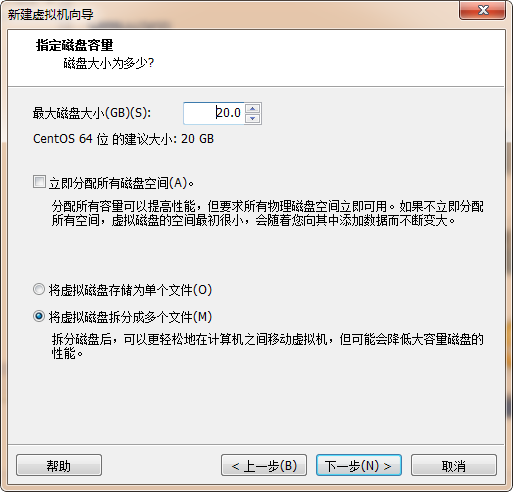 新建虚拟机向导
指定磁盘容量
磁盘大小为多少?
最大磁盘大小(GB)(S):
20.0
CentOS 64 位 的建议大小: 20 GB
立即分配所有磁盘空间(A)。
分配所有容量可以提高性能，但要求所有物理磁盘空间立即可用。如果不立即分配
所有空间，虚拟磁盘的空间最初很小，会随着您向其中添加数据而不断变大。
将虚拟磁盘存储为单个文件(O)
将虚拟磁盘拆分成多个文件(M)
拆分磁盘后，可以更轻松地在计算机之间移动虚拟机，但可能会降低大容量磁盘的
性能。
帮助
< 上一步(B)
下一步(N) >
取消